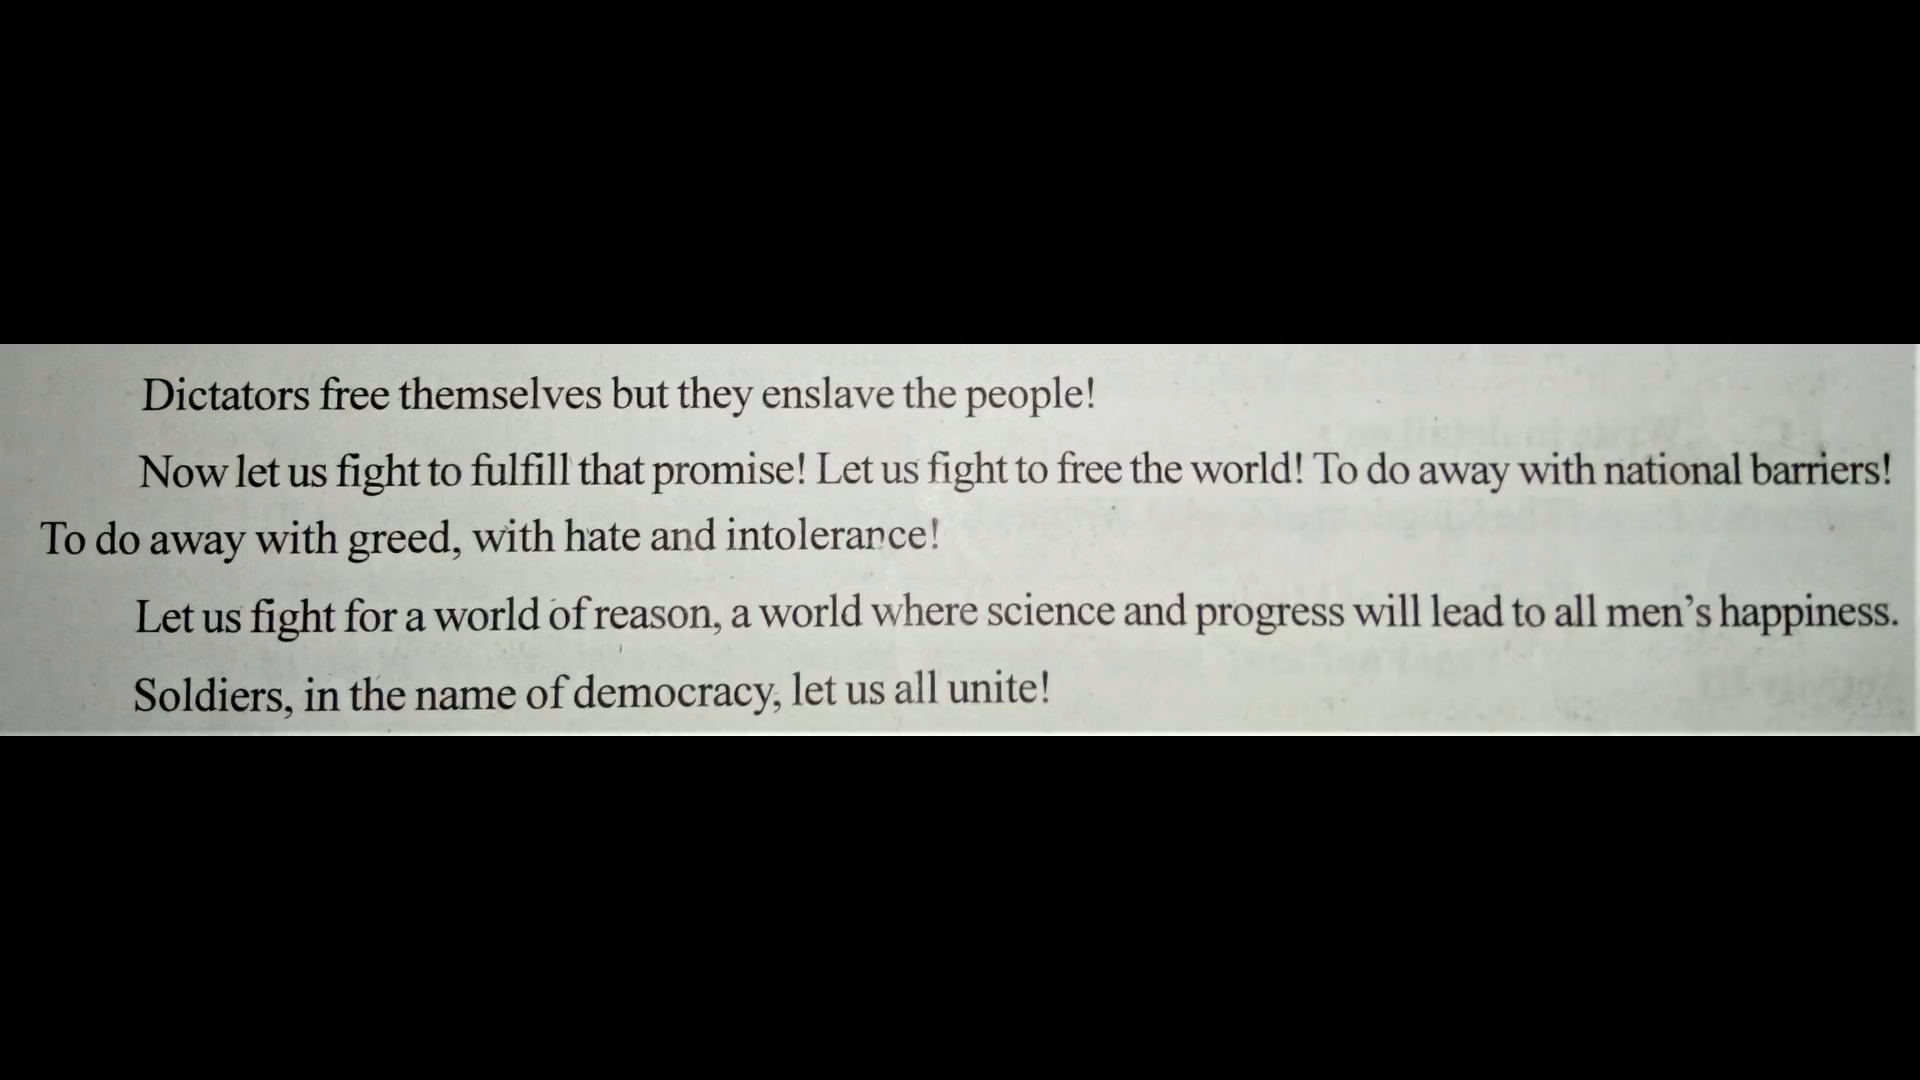 Dictators free themselves but they enslave the people!
Now let us fight to fulfill that promise! Let us fight to free the world! To do away with national barriers!
To do away with greed, with hate and intolerance!
Let us fight for a world of reason, a world where science and progress will lead to all men’s happiness.
Soldiers, in the name of democracy, let us all unite!